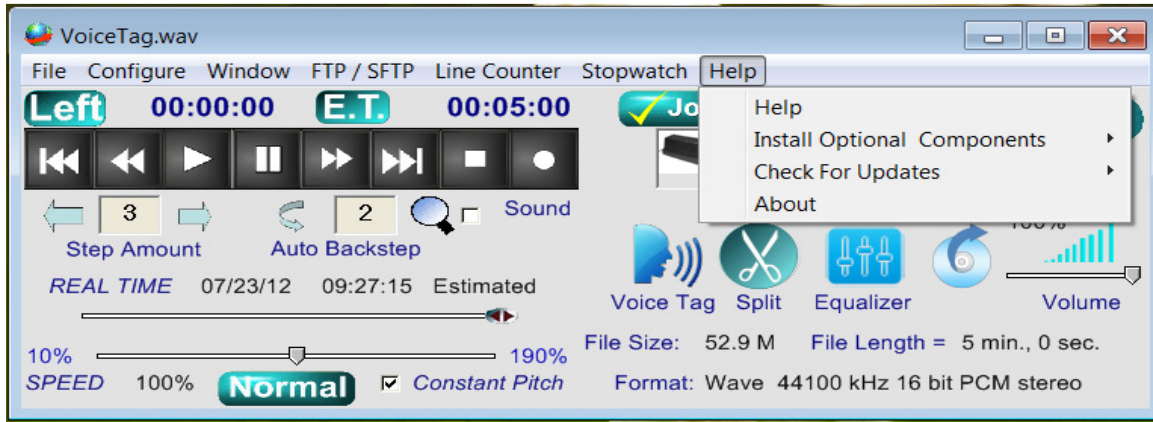 VoiceTag.wav
File Configure Window FTP / SFTP Line Counter Stopwatch Help
Left 00:00:00 E.T. 00:05:00
Help
Install Optional Components
Check For Updates
About
3 2 Sound
Step Amount Auto Backstep
100%
REAL TIME 07/23/12 09:27:15 Estimated
Voice Tag Split Equalizer Volume
10% 190%
File Size: 52.9 M File Length = 5 min., 0 sec.
SPEED 100% Normal Constant Pitch
Format: Wave 44100 kHz 16 bit PCM stereo